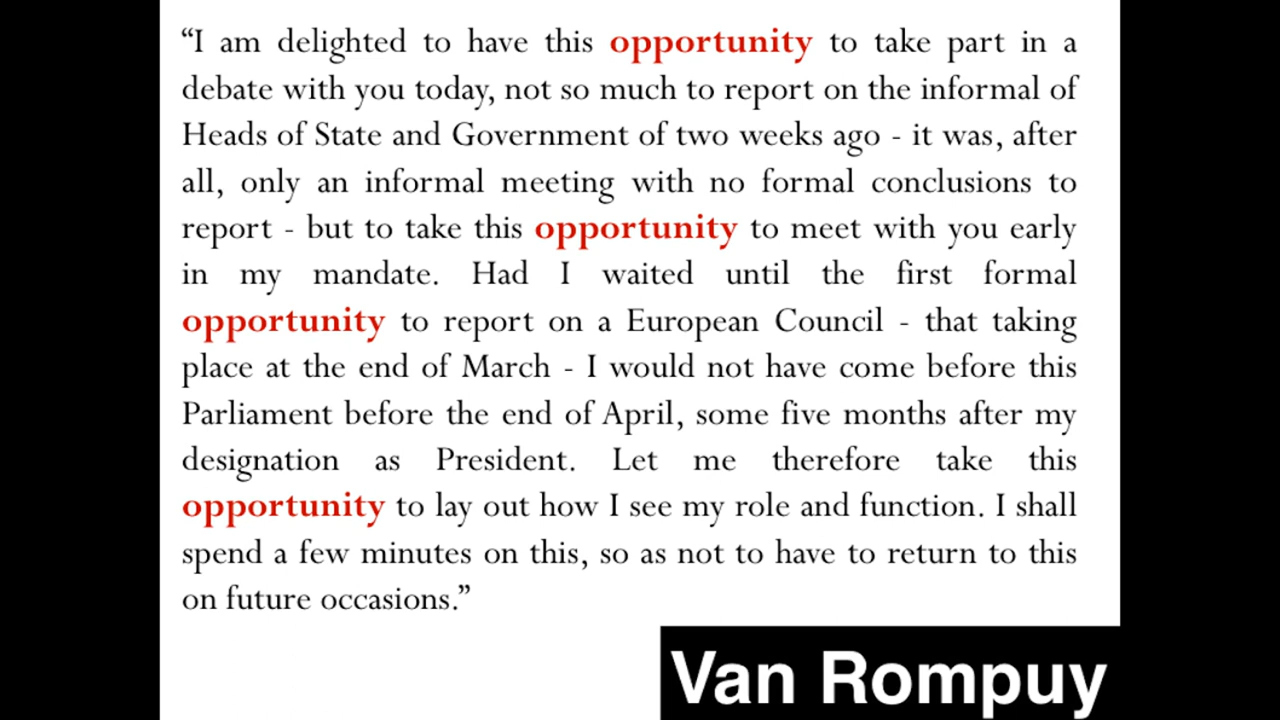 “I am delighted to have this opportunity to take part in a
debate with you today, not so much to report on the informal of
Heads of State and Government of two weeks ago - it was, after
all, only an informal meeting with no formal conclusions to
report - but to take this opportunity to meet with you early
in my mandate. Had I waited until the first formal
opportunity to report on a European Council - that taking
place at the end of March - I would not have come before this
Parliament before the end of April, some five months after my
designation as President. Let me therefore take this
opportunity to lay out how I see my role and function. I shall
spend a few minutes on this, so as not to have to return to this
on future occasions.”
Van Rompuy